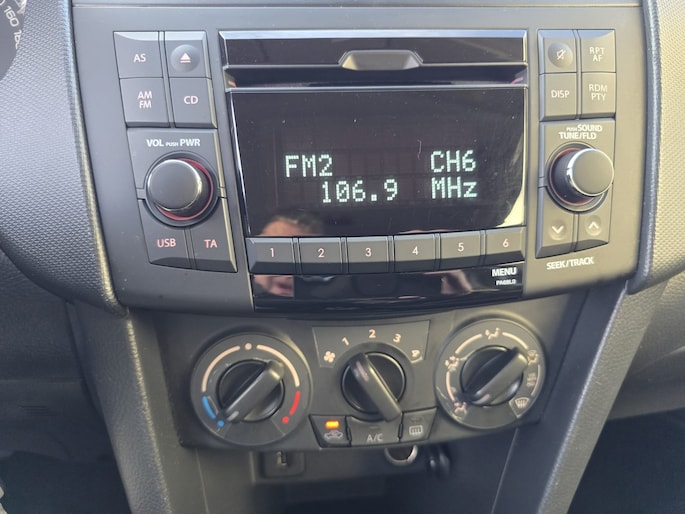 160
AS
AM
FM
CD
VOL PUSH PWR
USB
TA
FM2 CH6
106.9 MHz
1 2 3 4 5 6
MENU
RPT
AF
DISP
RDM
PTY
PUSH SOUND
TUNE/FLD
SEEK/TRACK
1 2 3
A/C